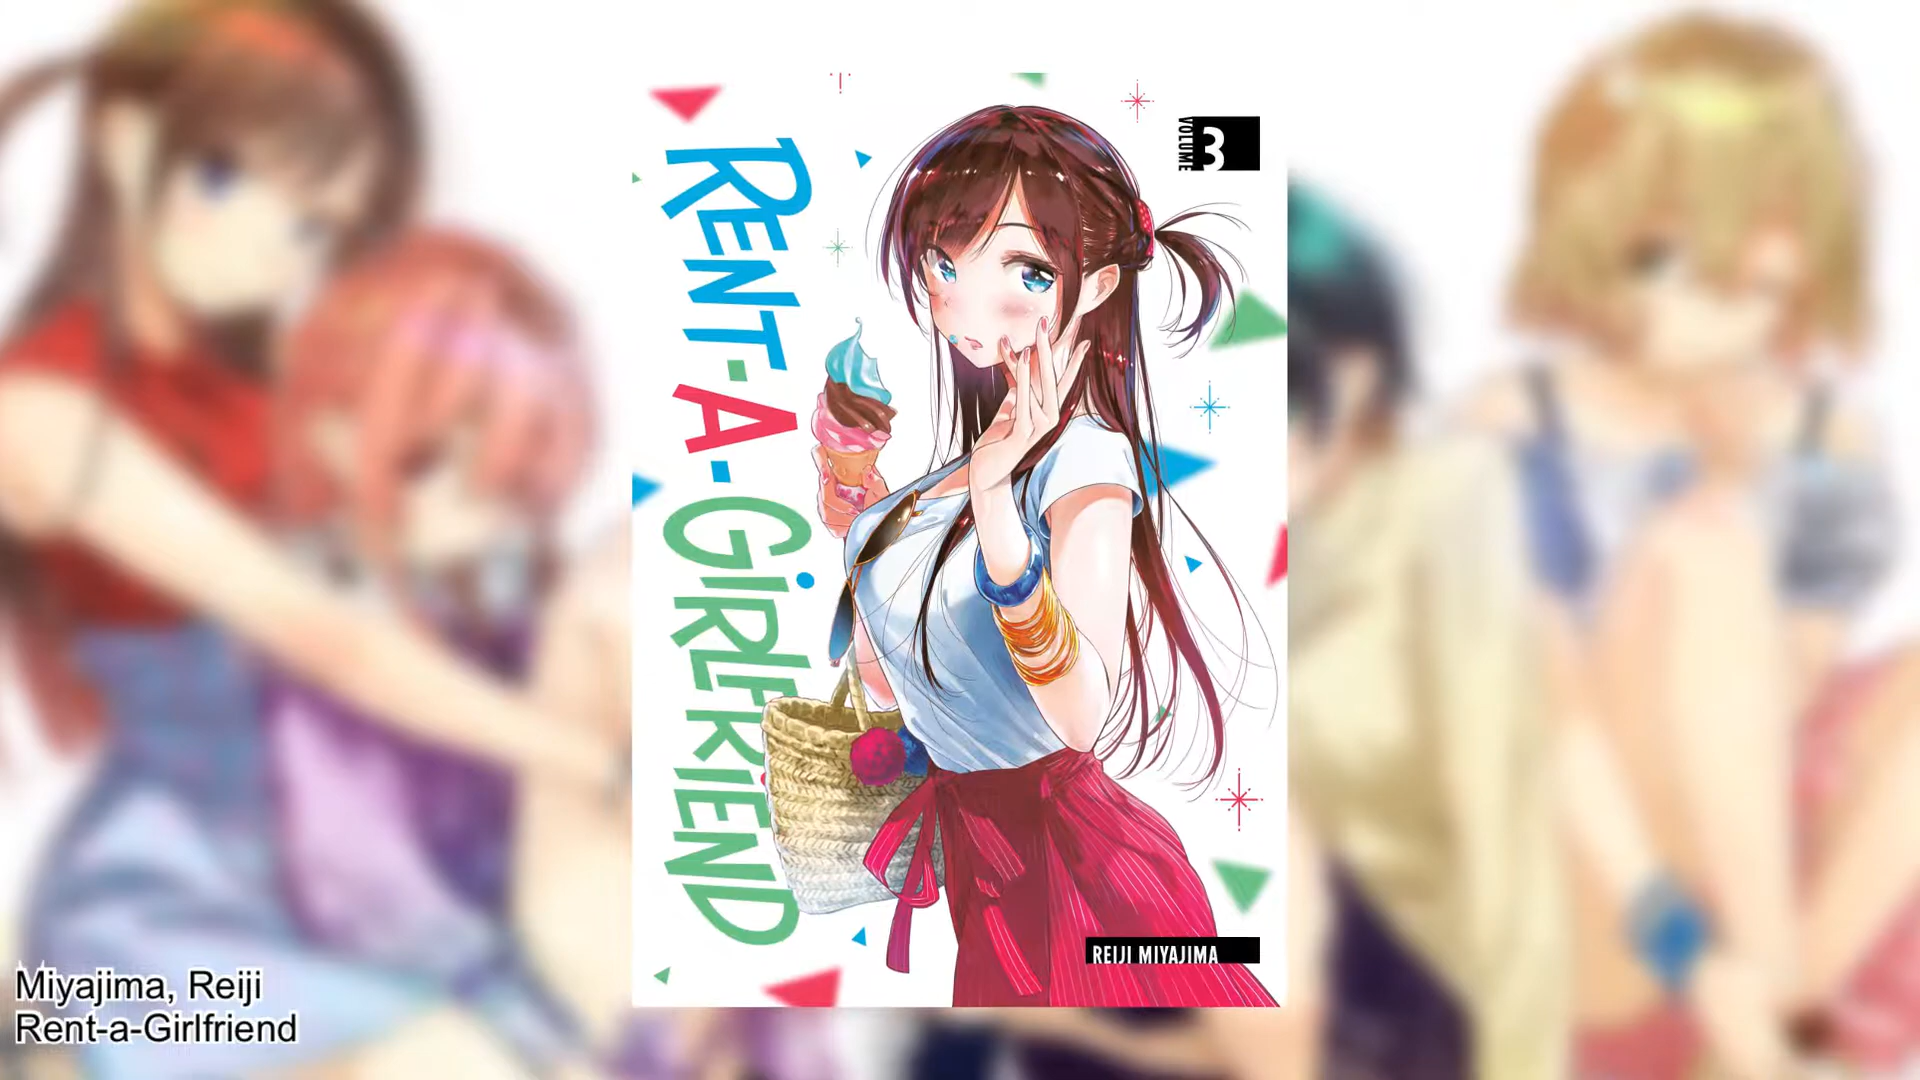 RENT-A-GiRLFRiEND
VOLUME 3
REIJI MIYAJIMA
Miyajima, Reiji
Rent-a-Girlfriend